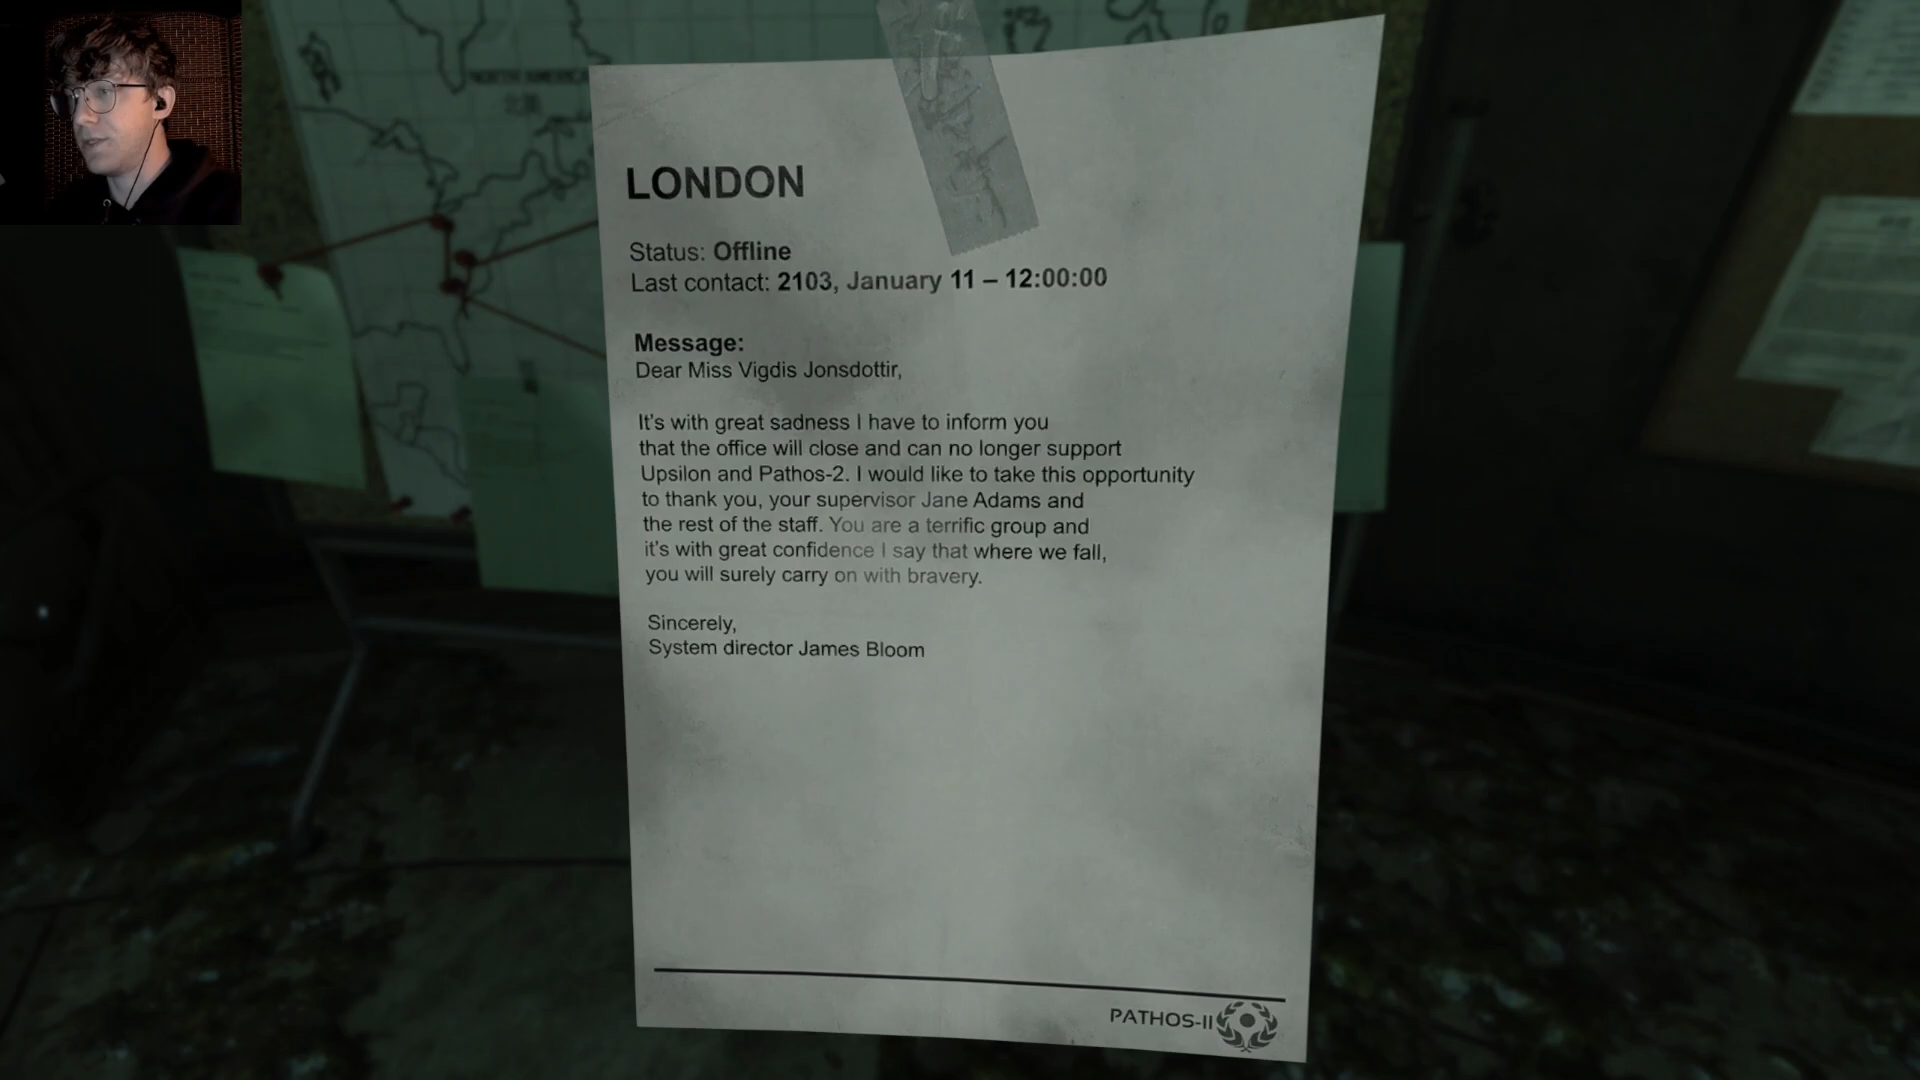 NORTH AMERICA
北美
LONDON
Status: Offline
Last contact: 2103, January 11 – 12:00:00
Message:
Dear Miss Vigdis Jonsdottir,
It's with great sadness I have to inform you
that the office will close and can no longer support
Upsilon and Pathos-2. I would like to take this opportunity
to thank you, your supervisor Jane Adams and
the rest of the staff. You are a terrific group and
it's with great confidence I say that where we fall,
you will surely carry on with bravery.
Sincerely,
System director James Bloom
PATHOS-II